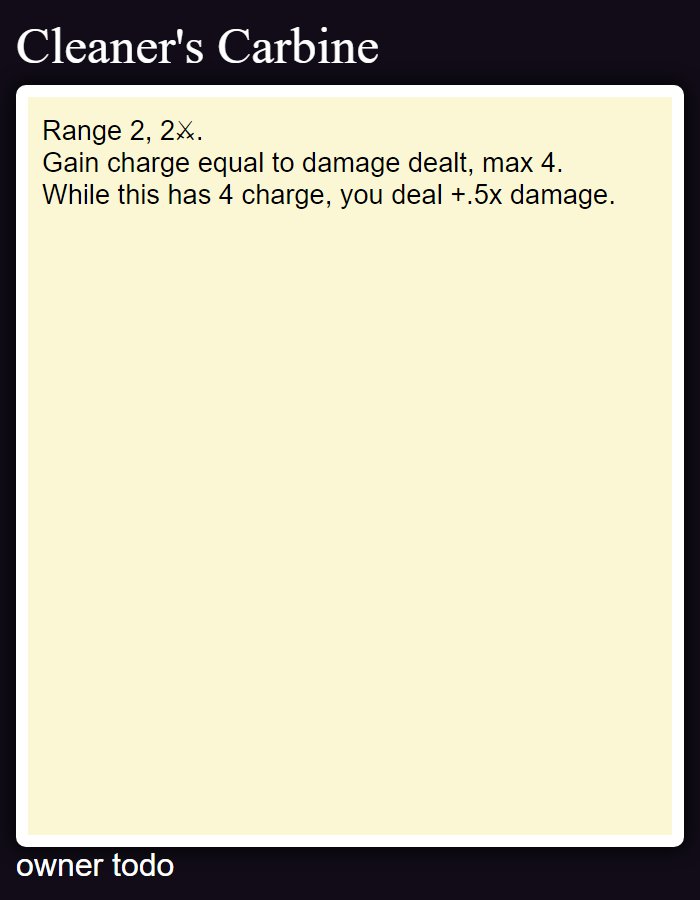 Cleaner's Carbine
Range 2, 2⚔.
Gain charge equal to damage dealt, max 4.
While this has 4 charge, you deal +.5x damage.
owner todo